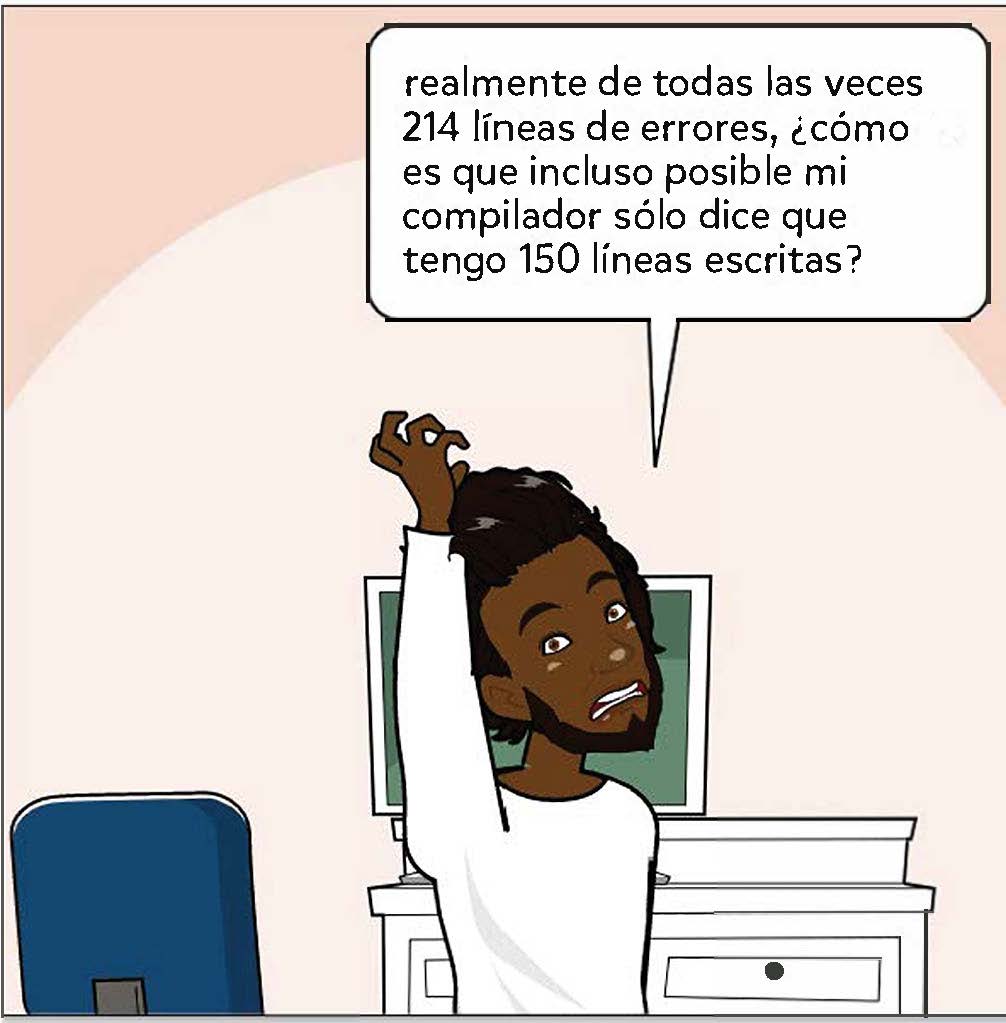 realmente de todas las veces
214 líneas de errores, ¿cómo
es que incluso posible mi
compilador sólo dice que
tengo 150 líneas escritas?